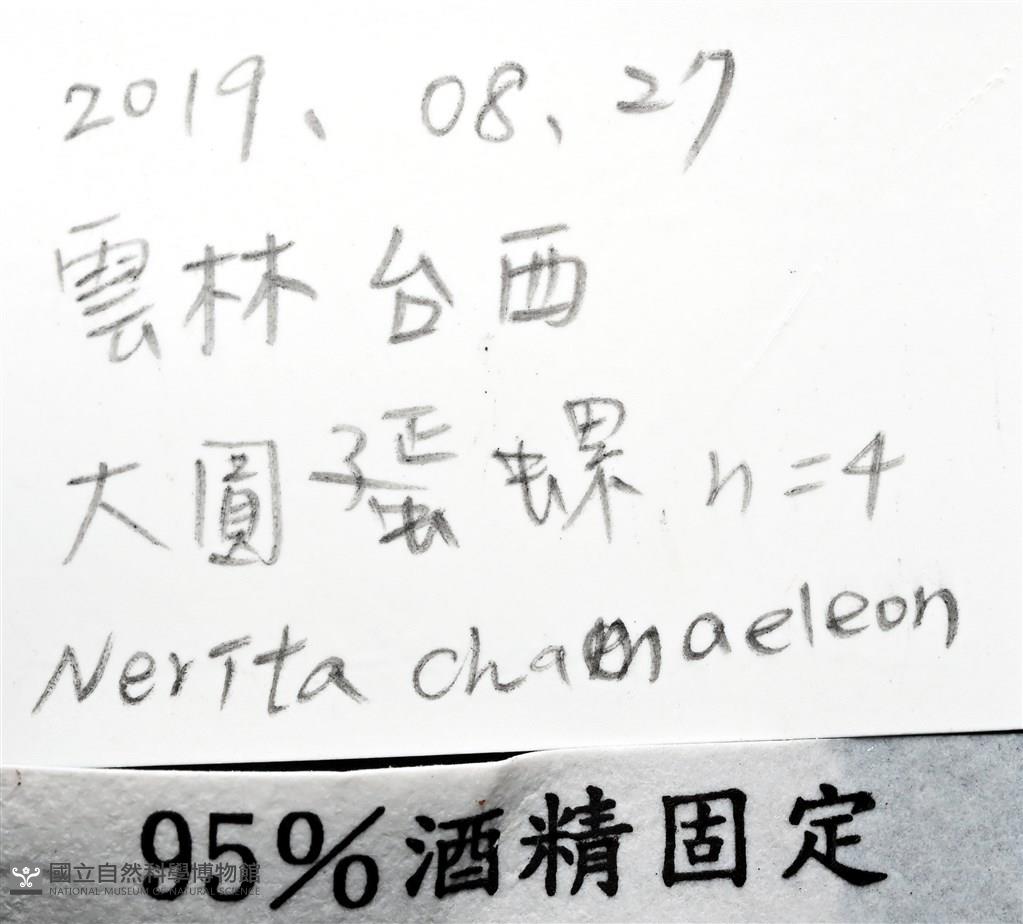 2019、08、27
雲林台西
大圓蛋螺 n=4
Nerita chamaeleon
95%酒精固定
國立自然科學博物館
NATIONAL MUSEUM OF NATURAL SCIENCE